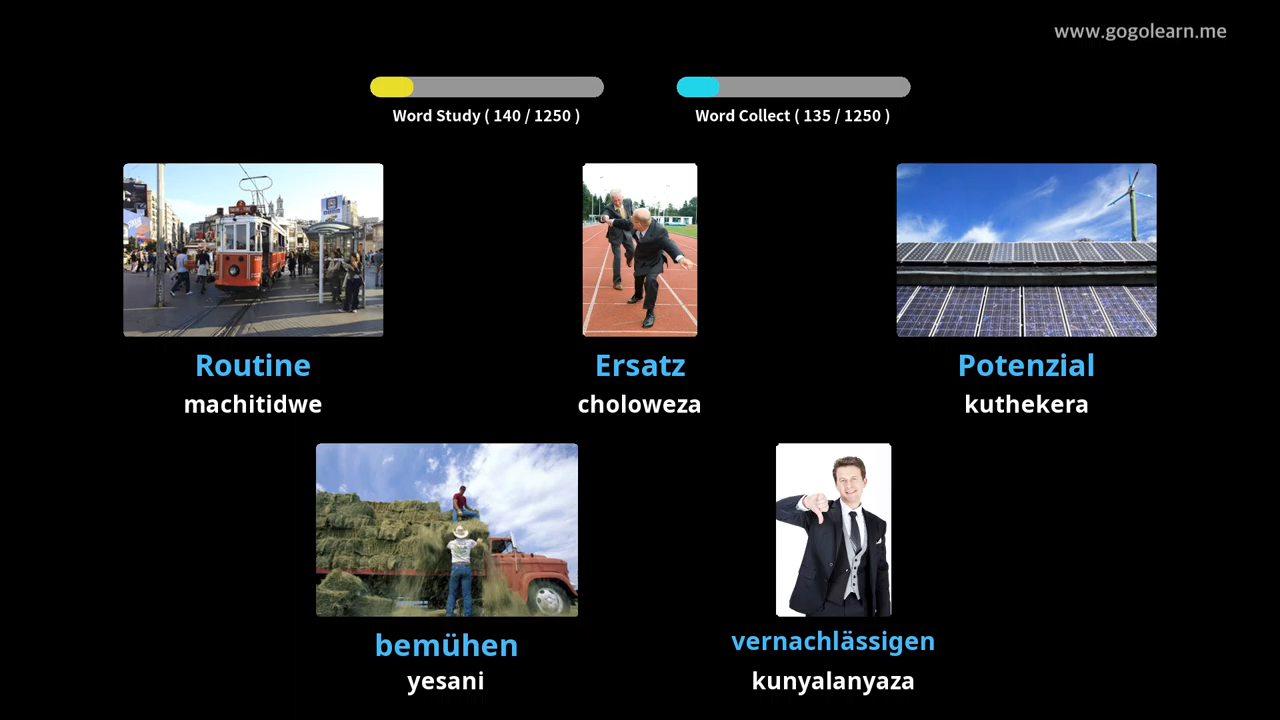 www.gogolearn.me
Word Study ( 140 / 1250 )
Word Collect ( 135 / 1250 )
Routine
machitidwe
Ersatz
choloweza
Potenzial
kuthekera
bemühen
yesani
vernachlässigen
kunyalanyaza